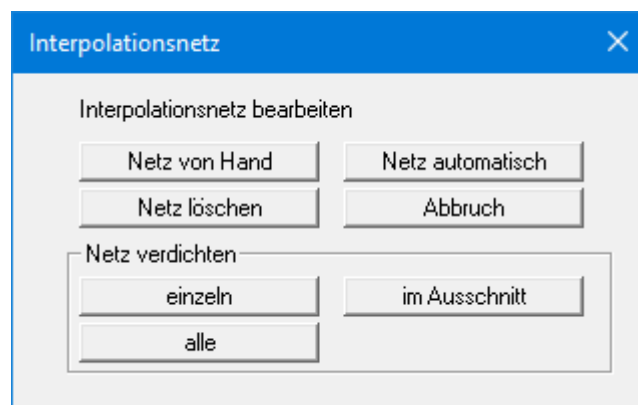 Interpolationsnetz
Interpolationsnetz bearbeiten
Netz von Hand Netz automatisch
Netz löschen Abbruch
Netz verdichten
einzeln im Ausschnitt
alle